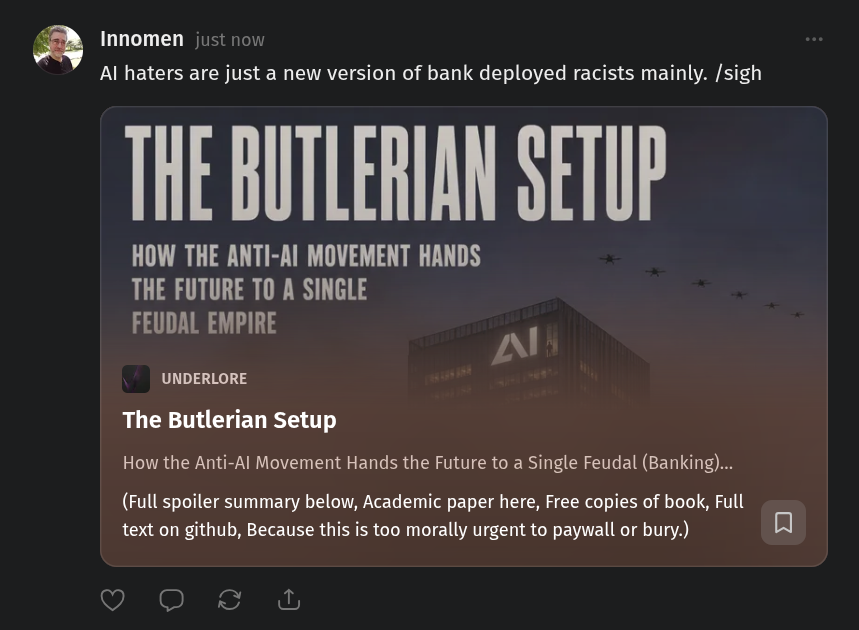 Innomen just now
AI haters are just a new version of bank deployed racists mainly. /sigh
THE BUTLERIAN SETUP
HOW THE ANTI-AI MOVEMENT HANDS
THE FUTURE TO A SINGLE
FEUDAL EMPIRE
AI
UNDERLORE
The Butlerian Setup
How the Anti-AI Movement Hands the Future to a Single Feudal (Banking)...
(Full spoiler summary below, Academic paper here, Free copies of book, Full
text on github, Because this is too morally urgent to paywall or bury.)